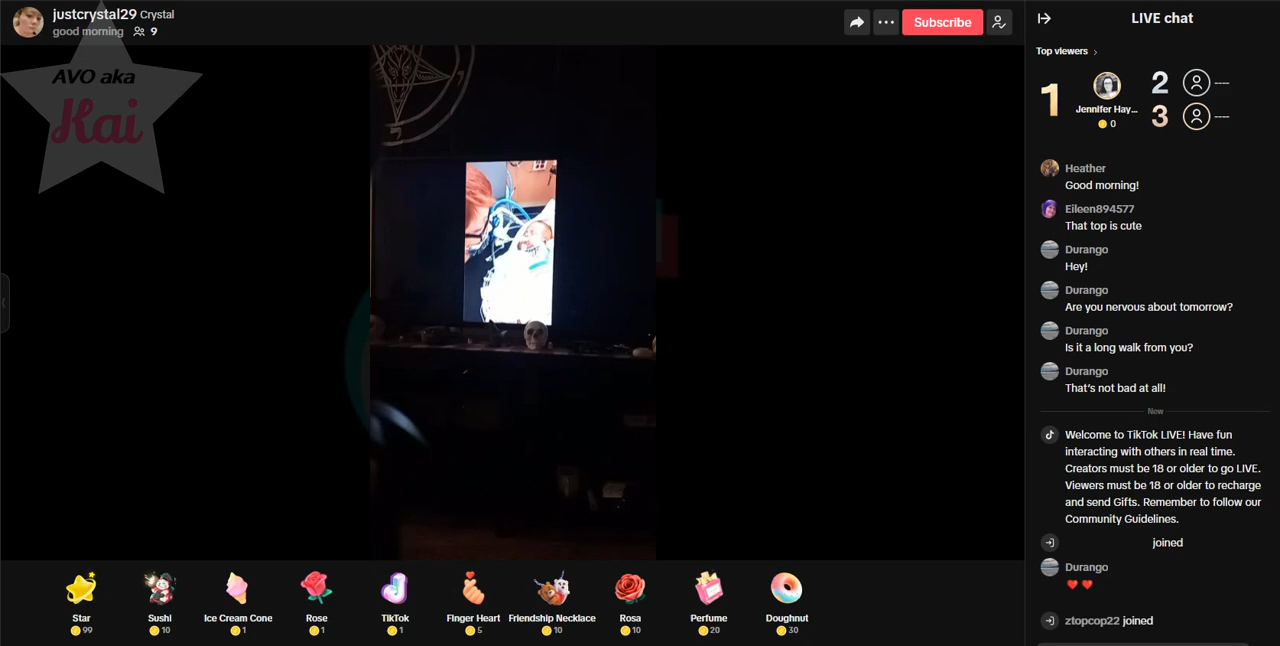 justcrystal29 Crystal
good morning 9
Subscribe
AVO aka
Kai
LIVE chat
Top viewers
1
Jennifer Hay...
0
2 ----
3 ----
Heather
Good morning!
Eileen894577
That top is cute
Durango
Hey!
Durango
Are you nervous about tomorrow?
Durango
Is it a long walk from you?
Durango
That's not bad at all!
New
Welcome to TikTok LIVE! Have fun
interacting with others in real time.
Creators must be 18 or older to go LIVE.
Viewers must be 18 or older to recharge
and send Gifts. Remember to follow our
Community Guidelines.
joined
Durango
❤️❤️
ztopcop22 joined
Star
99
Sushi
10
Ice Cream Cone
1
Rose
1
TikTok
1
Finger Heart
5
Friendship Necklace
10
Rosa
10
Perfume
20
Doughnut
30